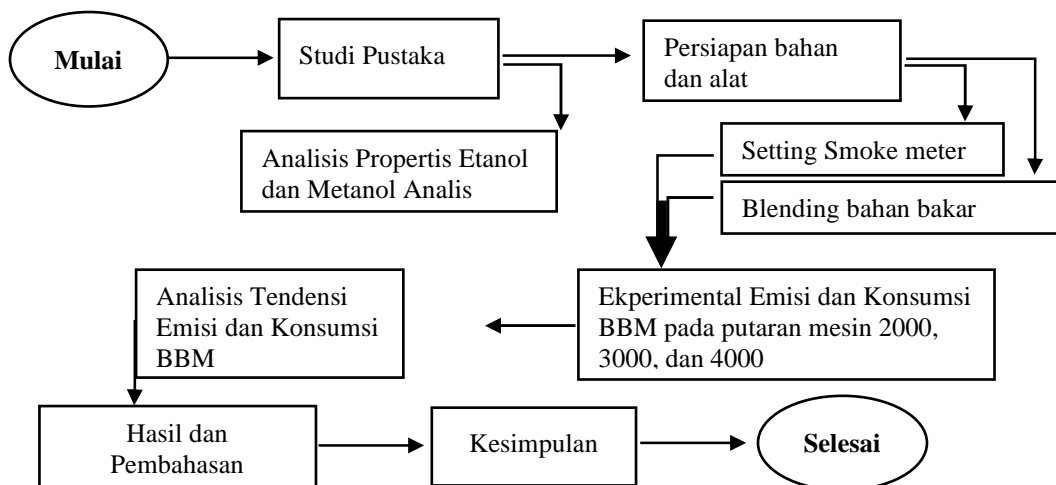 Mulai
Studi Pustaka
Persiapan bahan
dan alat
Analisis Propertis Etanol
dan Metanol Analis
Setting Smoke meter
Blending bahan bakar
Analisis Tendensi
Emisi dan Konsumsi
BBM
Ekperimental Emisi dan Konsumsi
BBM pada putaran mesin 2000,
3000, dan 4000
Hasil dan
Pembahasan
Kesimpulan
Selesai